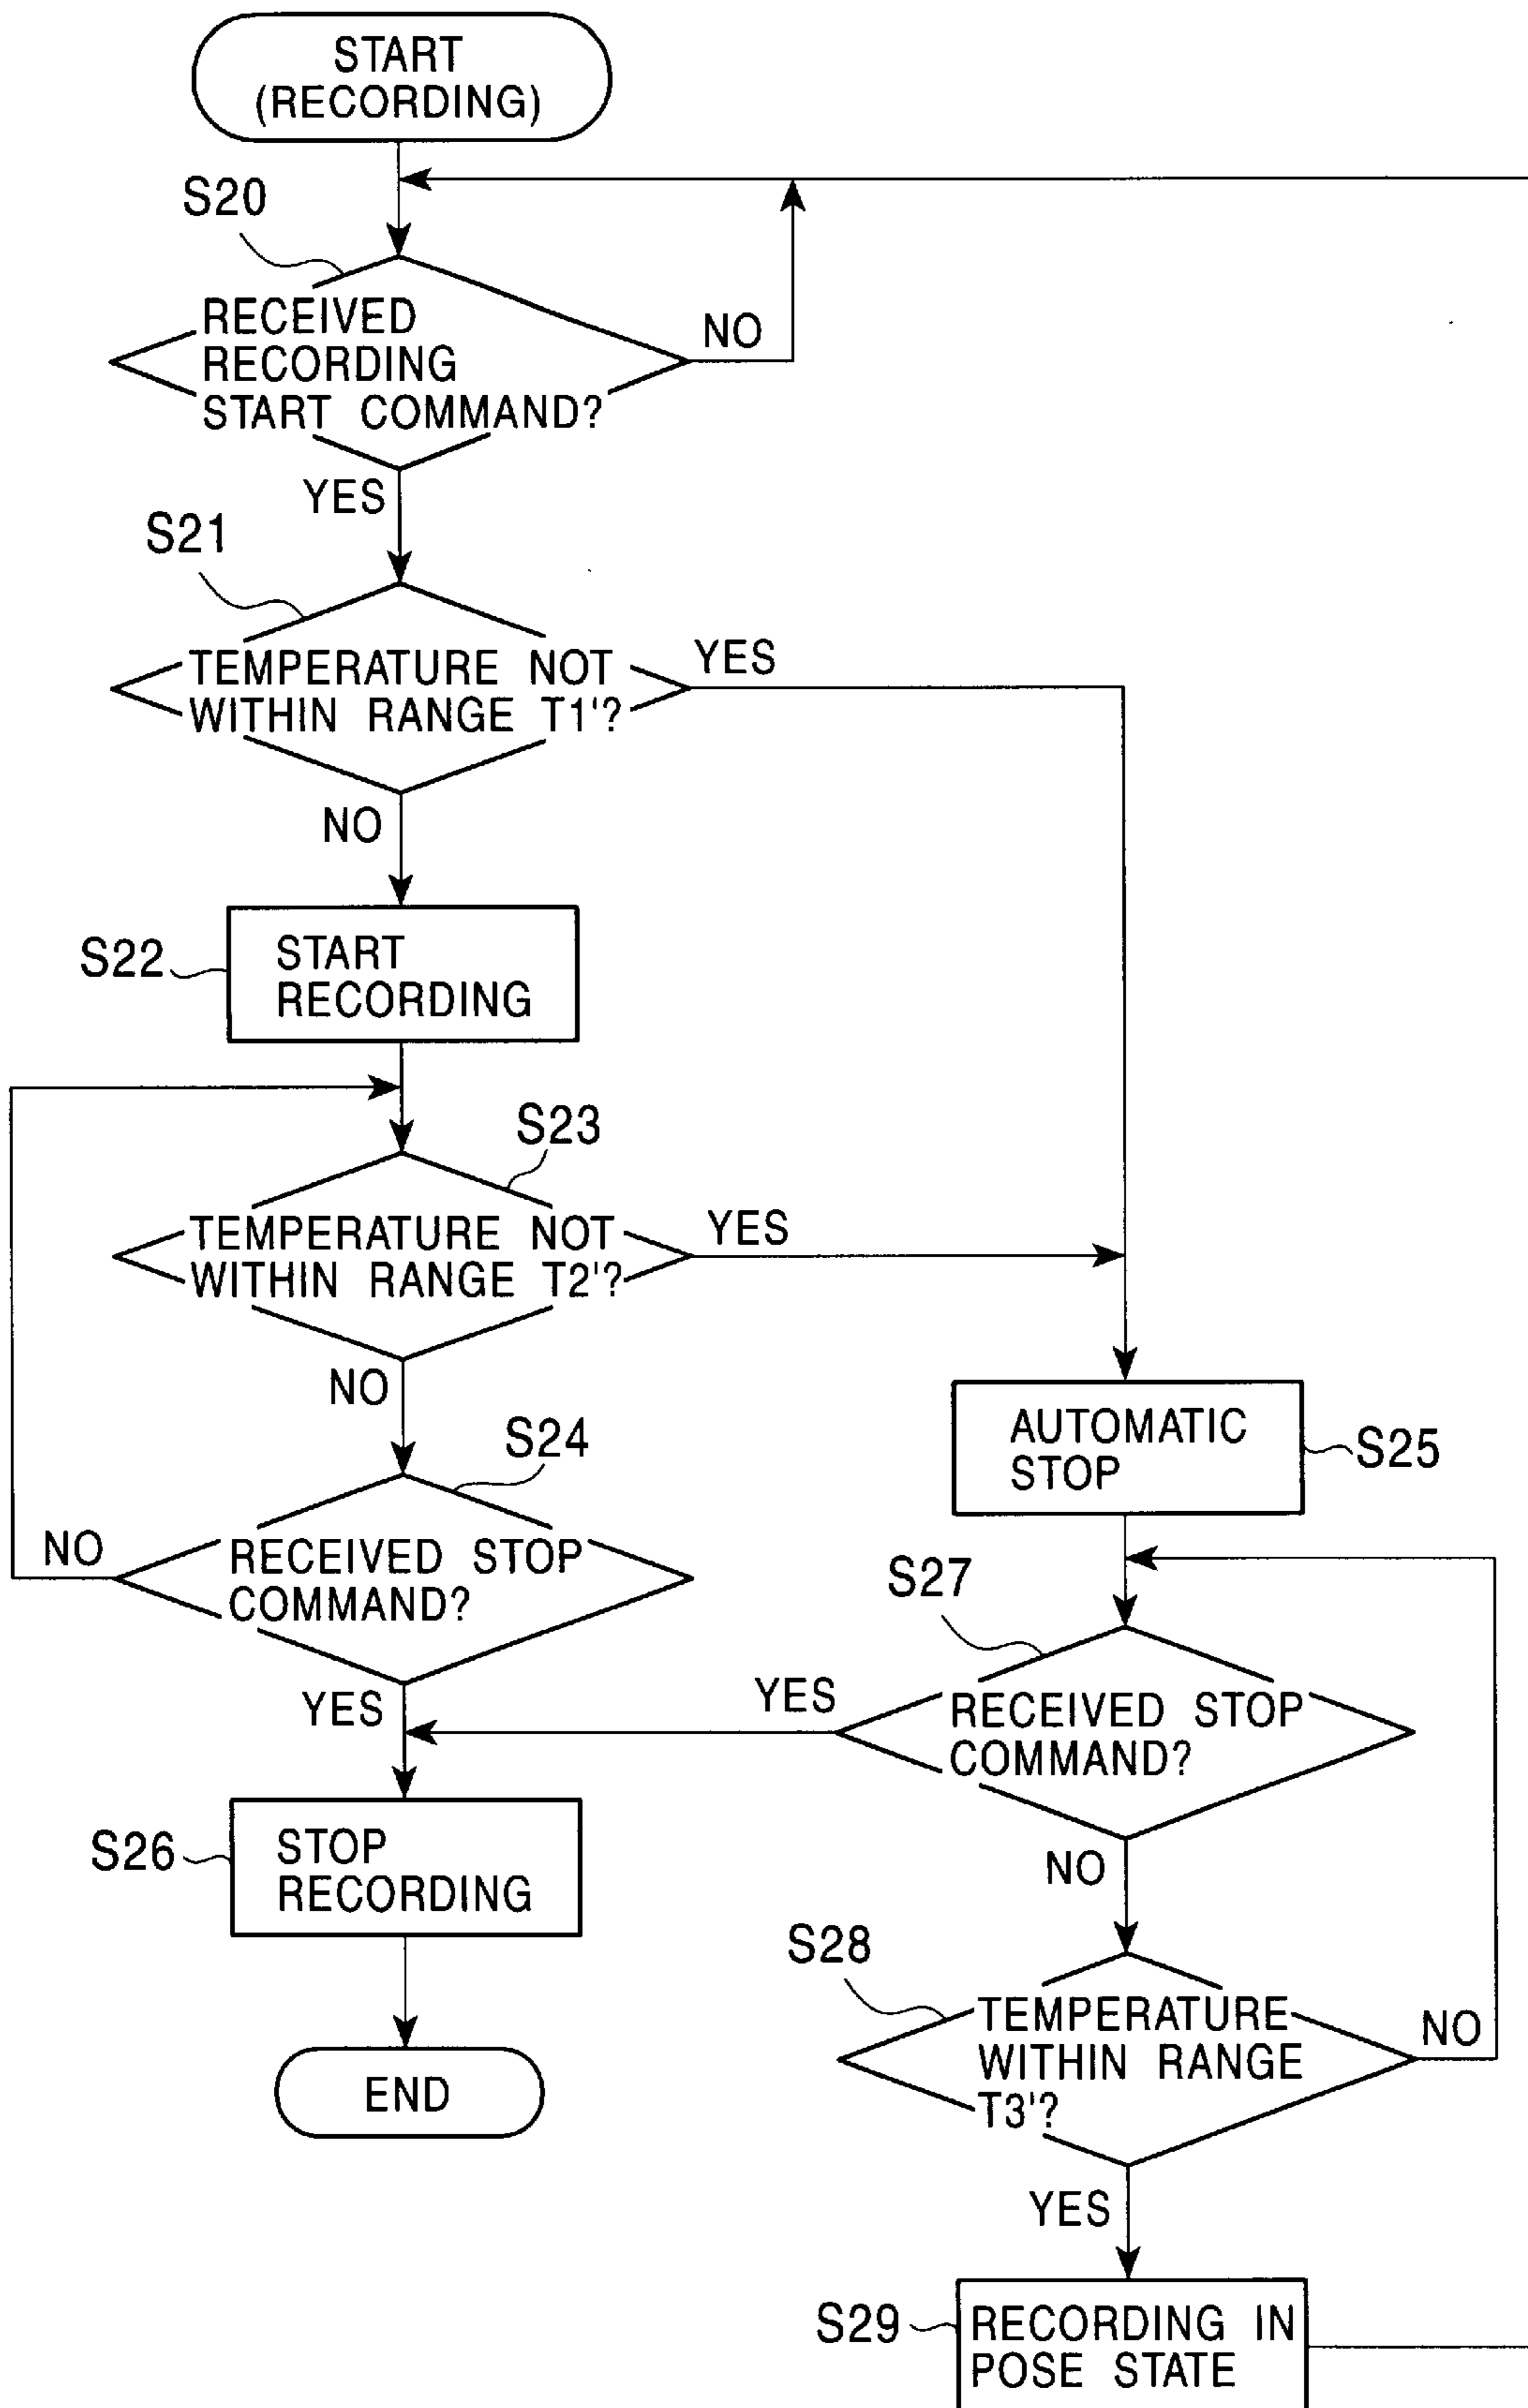 START
(RECORDING)
S20
RECEIVED
RECORDING
START COMMAND?
NO
YES
S21
TEMPERATURE NOT
WITHIN RANGE T1'?
YES
NO
S22
START
RECORDING
S23
TEMPERATURE NOT
WITHIN RANGE T2'?
YES
NO
S24
RECEIVED STOP
COMMAND?
NO
YES
AUTOMATIC
STOP
S25
S27
RECEIVED STOP
COMMAND?
YES
NO
S26
STOP
RECORDING
END
S28
TEMPERATURE
WITHIN RANGE
T3'?
NO
YES
S29
RECORDING IN
POSE STATE